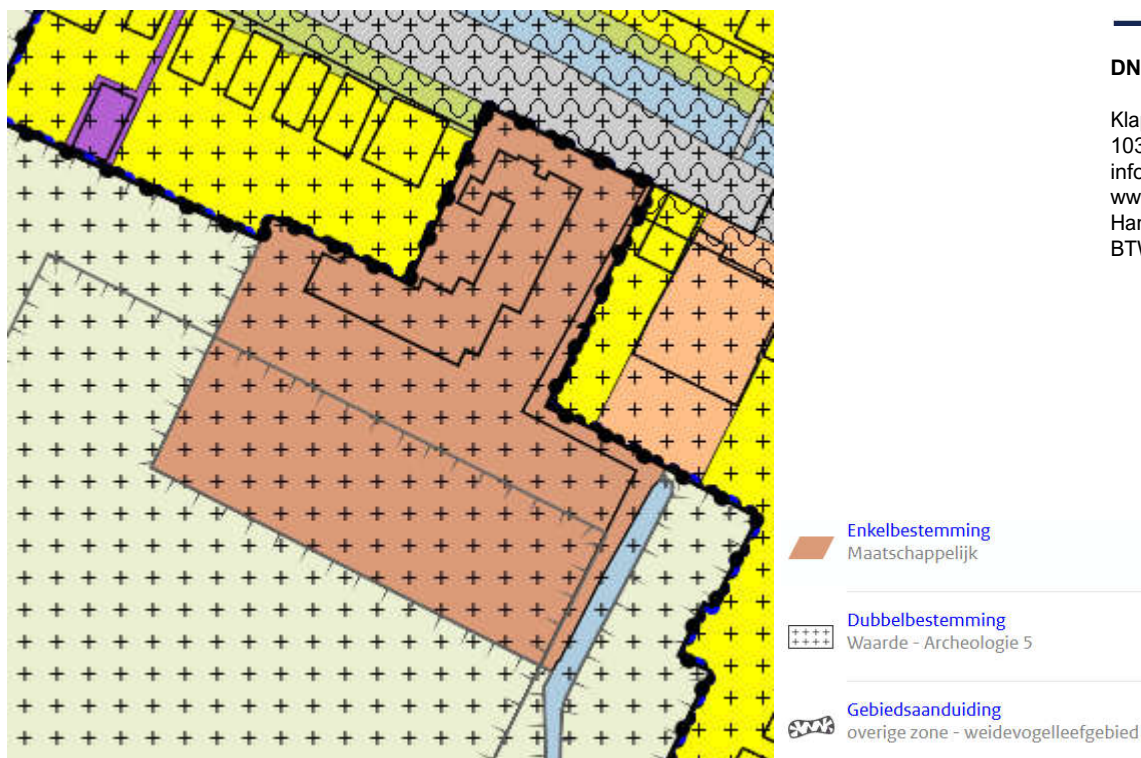 DN
Kla
103
info
ww
Har
BTV
Enkelbestemming
Maatschappelijk
Dubbelbestemming
Waarde - Archeologie 5
Gebiedsaanduiding
overige zone - weidevogelleefgebied